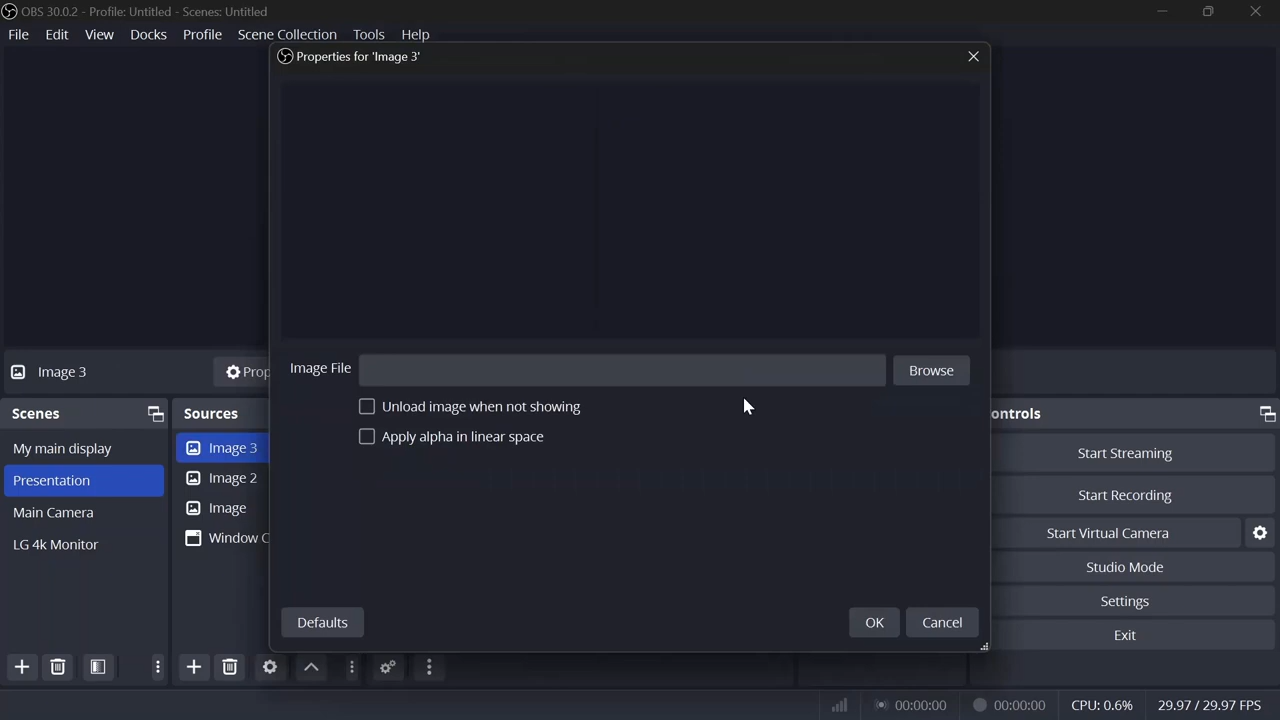 OBS 30.0.2 - Profile: Untitled - Scenes: Untitled
File Edit View Docks Profile Scene Collection Tools Help
Properties for 'Image 3'
Image File
Browse
Unload image when not showing
Apply alpha in linear space
Defaults
OK
Cancel
Image 3
Prop
Scenes
My main display
Presentation
Main Camera
LG 4k Monitor
Sources
Image 3
Image 2
Image
Window C
ontrols
Start Streaming
Start Recording
Start Virtual Camera
Studio Mode
Settings
Exit
00:00:00 00:00:00 CPU: 0.6% 29.97 / 29.97 FPS